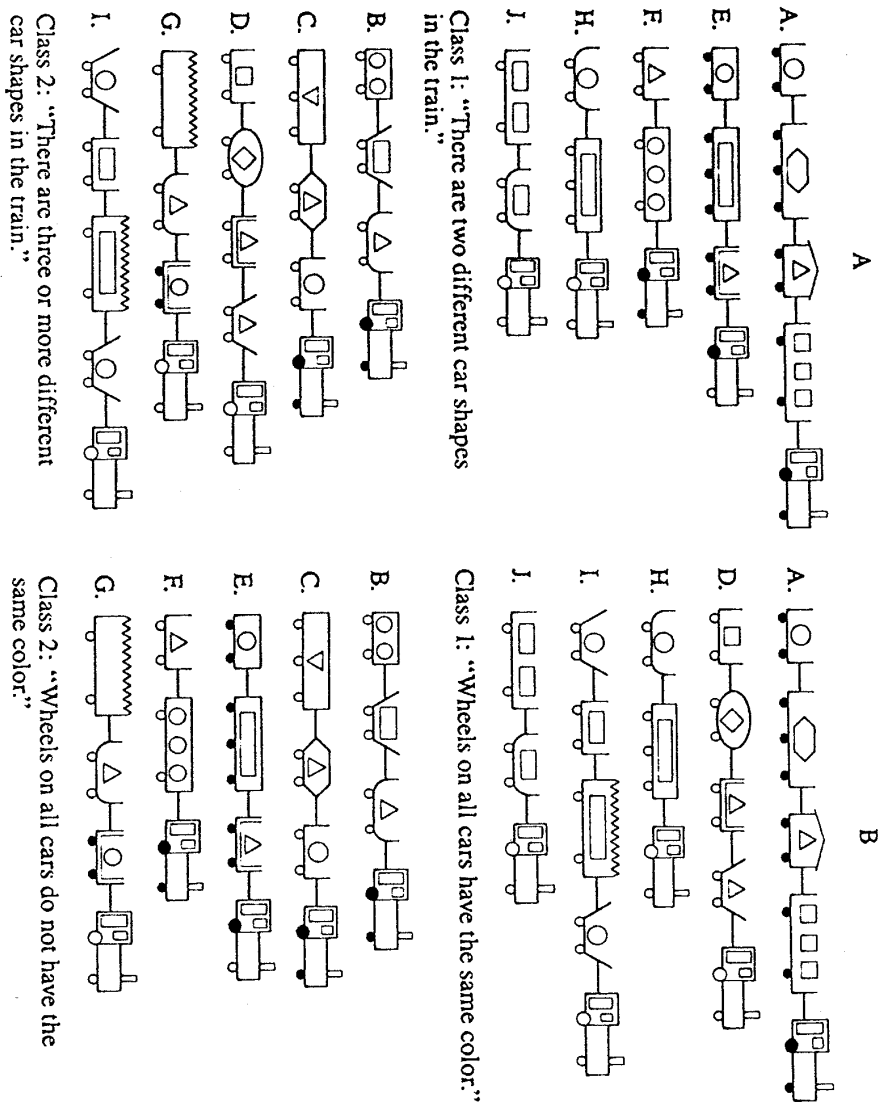 A
A.
E.
F.
H.
J.
Class 1: “There are two different car shapes
in the train.”
B.
C.
D.
G.
I.
Class 2: “There are three or more different
car shapes in the train.”
B
A.
D.
H.
I.
J.
Class 1: “Wheels on all cars have the same color.”
B.
C.
E.
F.
G.
Class 2: “Wheels on all cars do not have the
same color.”